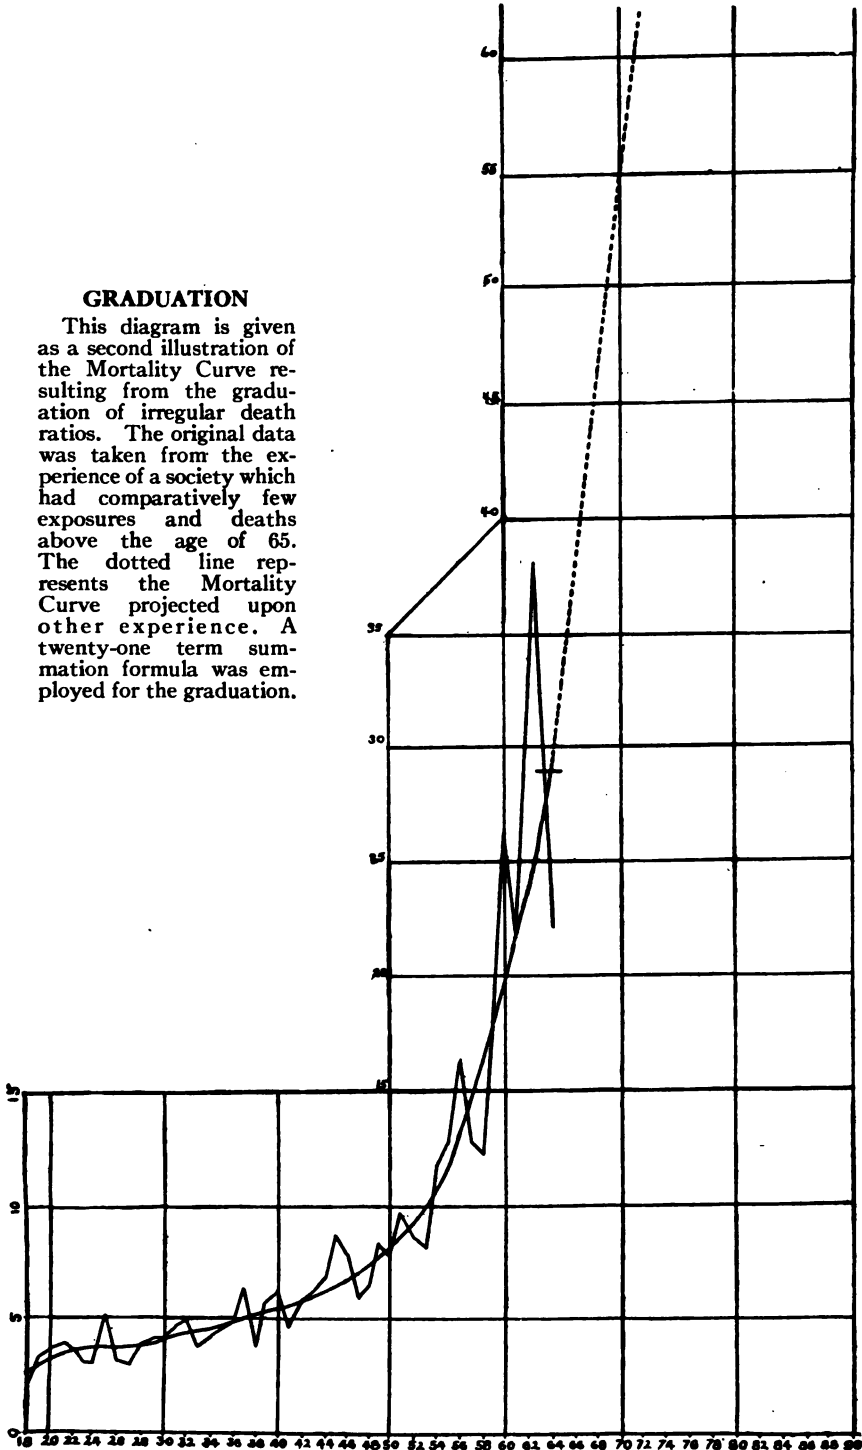 GRADUATION
This diagram is given
as a second illustration of
the Mortality Curve re-
sulting from the gradu-
ation of irregular death
ratios. The original data
was taken from the ex-
perience of a society which
had comparatively few
exposures and deaths
above the age of 65.
The dotted line rep-
resents the Mortality
Curve projected upon
other experience. A
twenty-one term sum-
mation formula was em-
ployed for the graduation.
60
55
50
45
40
35
30
25
20
15
15
10
5
0
18 20 22 24 26 28 30 32 34 36 38 40 42 44 46 48 50 52 54 56 58 60 62 64 66 68 70 72 74 76 78 80 82 84 86 88 90